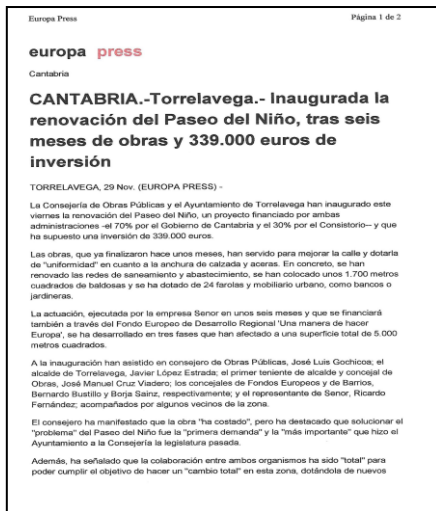 Europa Press
Página 1 de 2
europa press
Cantabria
CANTABRIA.-Torrelavega.- Inaugurada la
renovación del Paseo del Niño, tras seis
meses de obras y 339.000 euros de
inversión
TORRELAVEGA, 29 Nov. (EUROPA PRESS) -
La Consejería de Obras Públicas y el Ayuntamiento de Torrelavega han inaugurado este
viernes la renovación del Paseo del Niño, un proyecto financiado por ambas
administraciones -el 70% por el Gobierno de Cantabria y el 30% por el Consistorio-- y que
ha supuesto una inversión de 339.000 euros.
Las obras, que ya finalizaron hace unos meses, han servido para mejorar la calle y dotarla
de "uniformidad" en cuanto a la anchura de calzada y aceras. En concreto, se han
renovado las redes de saneamiento y abastecimiento, se han colocado unos 1.700 metros
cuadrados de baldosas y se ha dotado de 24 farolas y mobiliario urbano, como bancos o
jardineras.
La actuación, ejecutada por la empresa Senor en unos seis meses y que se financiará
también a través del Fondo Europeo de Desarrollo Regional 'Una manera de hacer
Europa', se ha desarrollado en tres fases que han afectado a una superficie total de 5.000
metros cuadrados.
A la inauguración han asistido en consejero de Obras Públicas, José Luis Gochicoa; el
alcalde de Torrelavega, Javier López Estrada; el primer teniente de alcalde y concejal de
Obras, José Manuel Cruz Viadero; los concejales de Fondos Europeos y de Barrios,
Bernardo Bustillo y Borja Sainz, respectivamente; y el representante de Senor, Ricardo
Fernández; acompañados por algunos vecinos de la zona.
El consejero ha manifestado que la obra "ha costado", pero ha destacado que solucionar el
"problema" del Paseo del Niño fue la "primera demanda" y la "más importante" que hizo el
Ayuntamiento a la Consejería la legislatura pasada.
Además, ha señalado que la colaboración entre ambos organismos ha sido "total" para
poder cumplir el objetivo de hacer un "cambio total" en esta zona, dotándola de nuevos